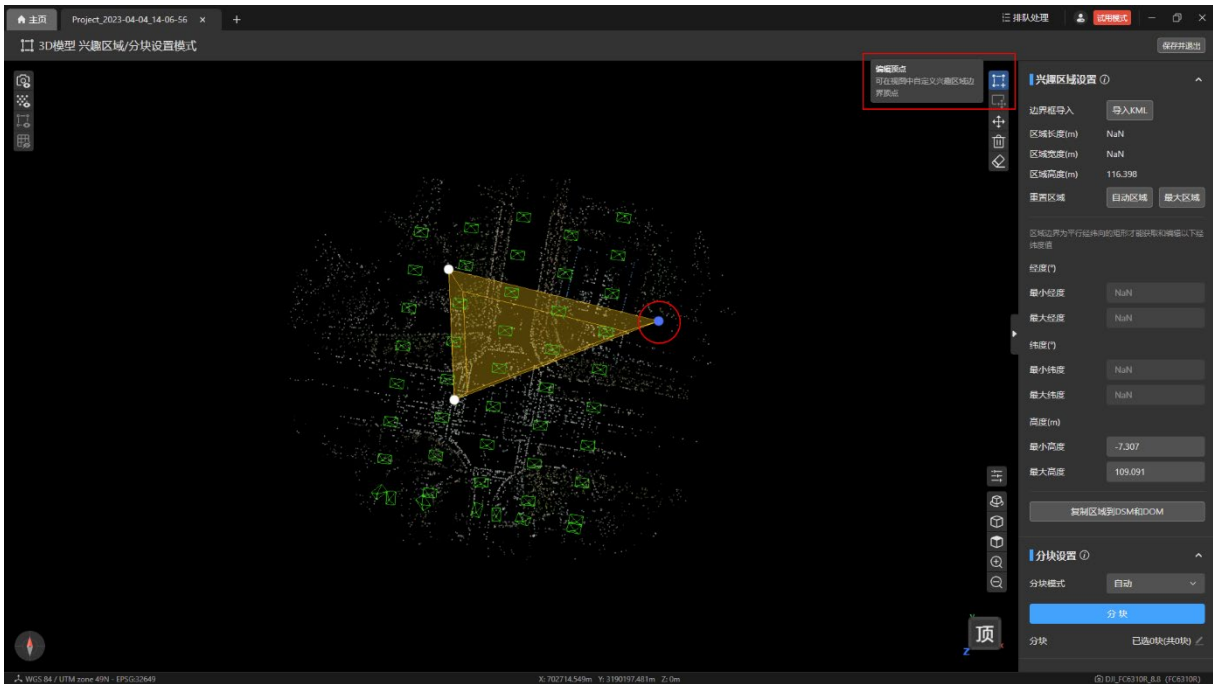 主页
Project_2023-04-04_14-06-56 × +
排队处理
试用模式
3D模型 兴趣区域/分块设置模式
保存并退出
编辑顶点
可在视图中自定义兴趣区域边
界顶点
兴趣区域设置
边界框导入 导入KML
区域长度(m) NaN
区域宽度(m) NaN
区域高度(m) 116.398
重置区域 自动区域 最大区域
区域边界为平行经纬向的矩形才能获取和编辑以下经
纬度值
经度(°)
最小经度 NaN
最大经度 NaN
纬度(°)
最小纬度 NaN
最大纬度 NaN
高度(m)
最小高度 -7.307
最大高度 109.091
复制区域到DSM和DOM
分块设置
分块模式 自动
分块
分块 已选0块(共0块)
顶
Y
Z
WGS 84 / UTM zone 49N - EPSG:32649
X: 702714.549m Y: 3190197.481m Z: 0m
DJI_FC6310R_8.8 (FC6310R)